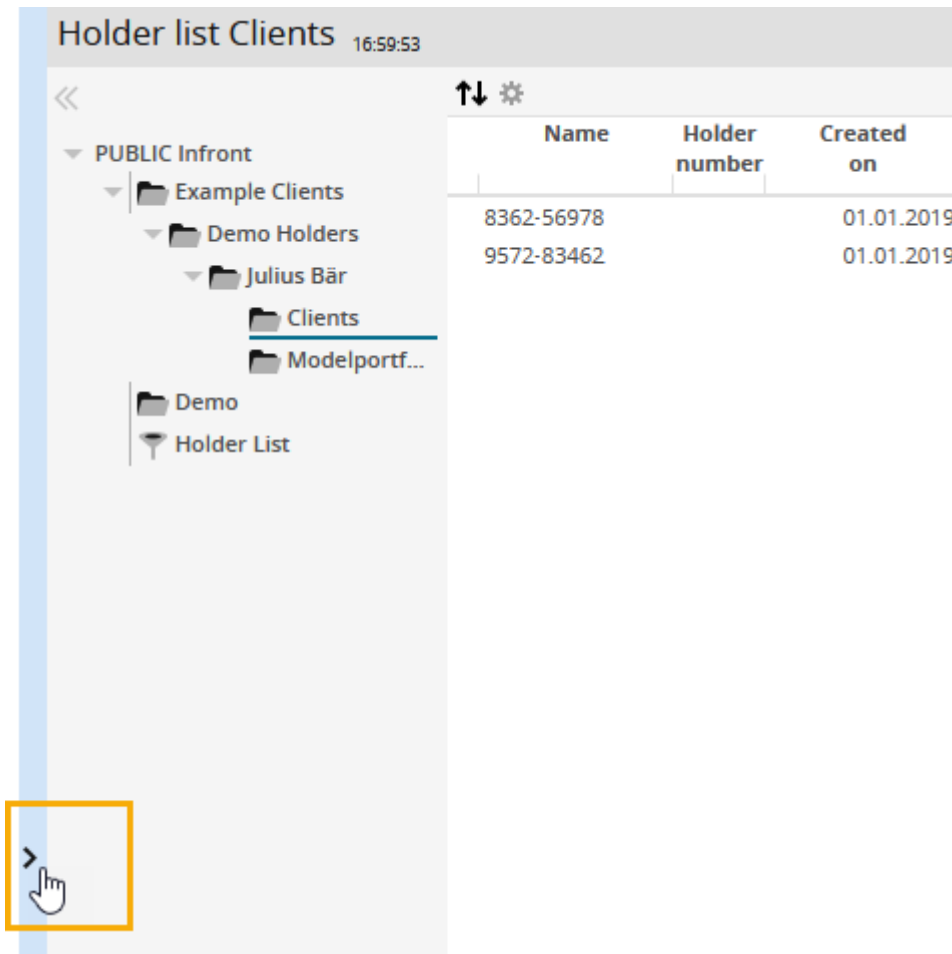 Holder list Clients 16:59:53
PUBLIC Infront
Example Clients
Demo Holders
Julius Bär
Clients
Modelportf...
Demo
Holder List
Name Holder number Created on
8362-56978 01.01.2019
9572-83462 01.01.2019